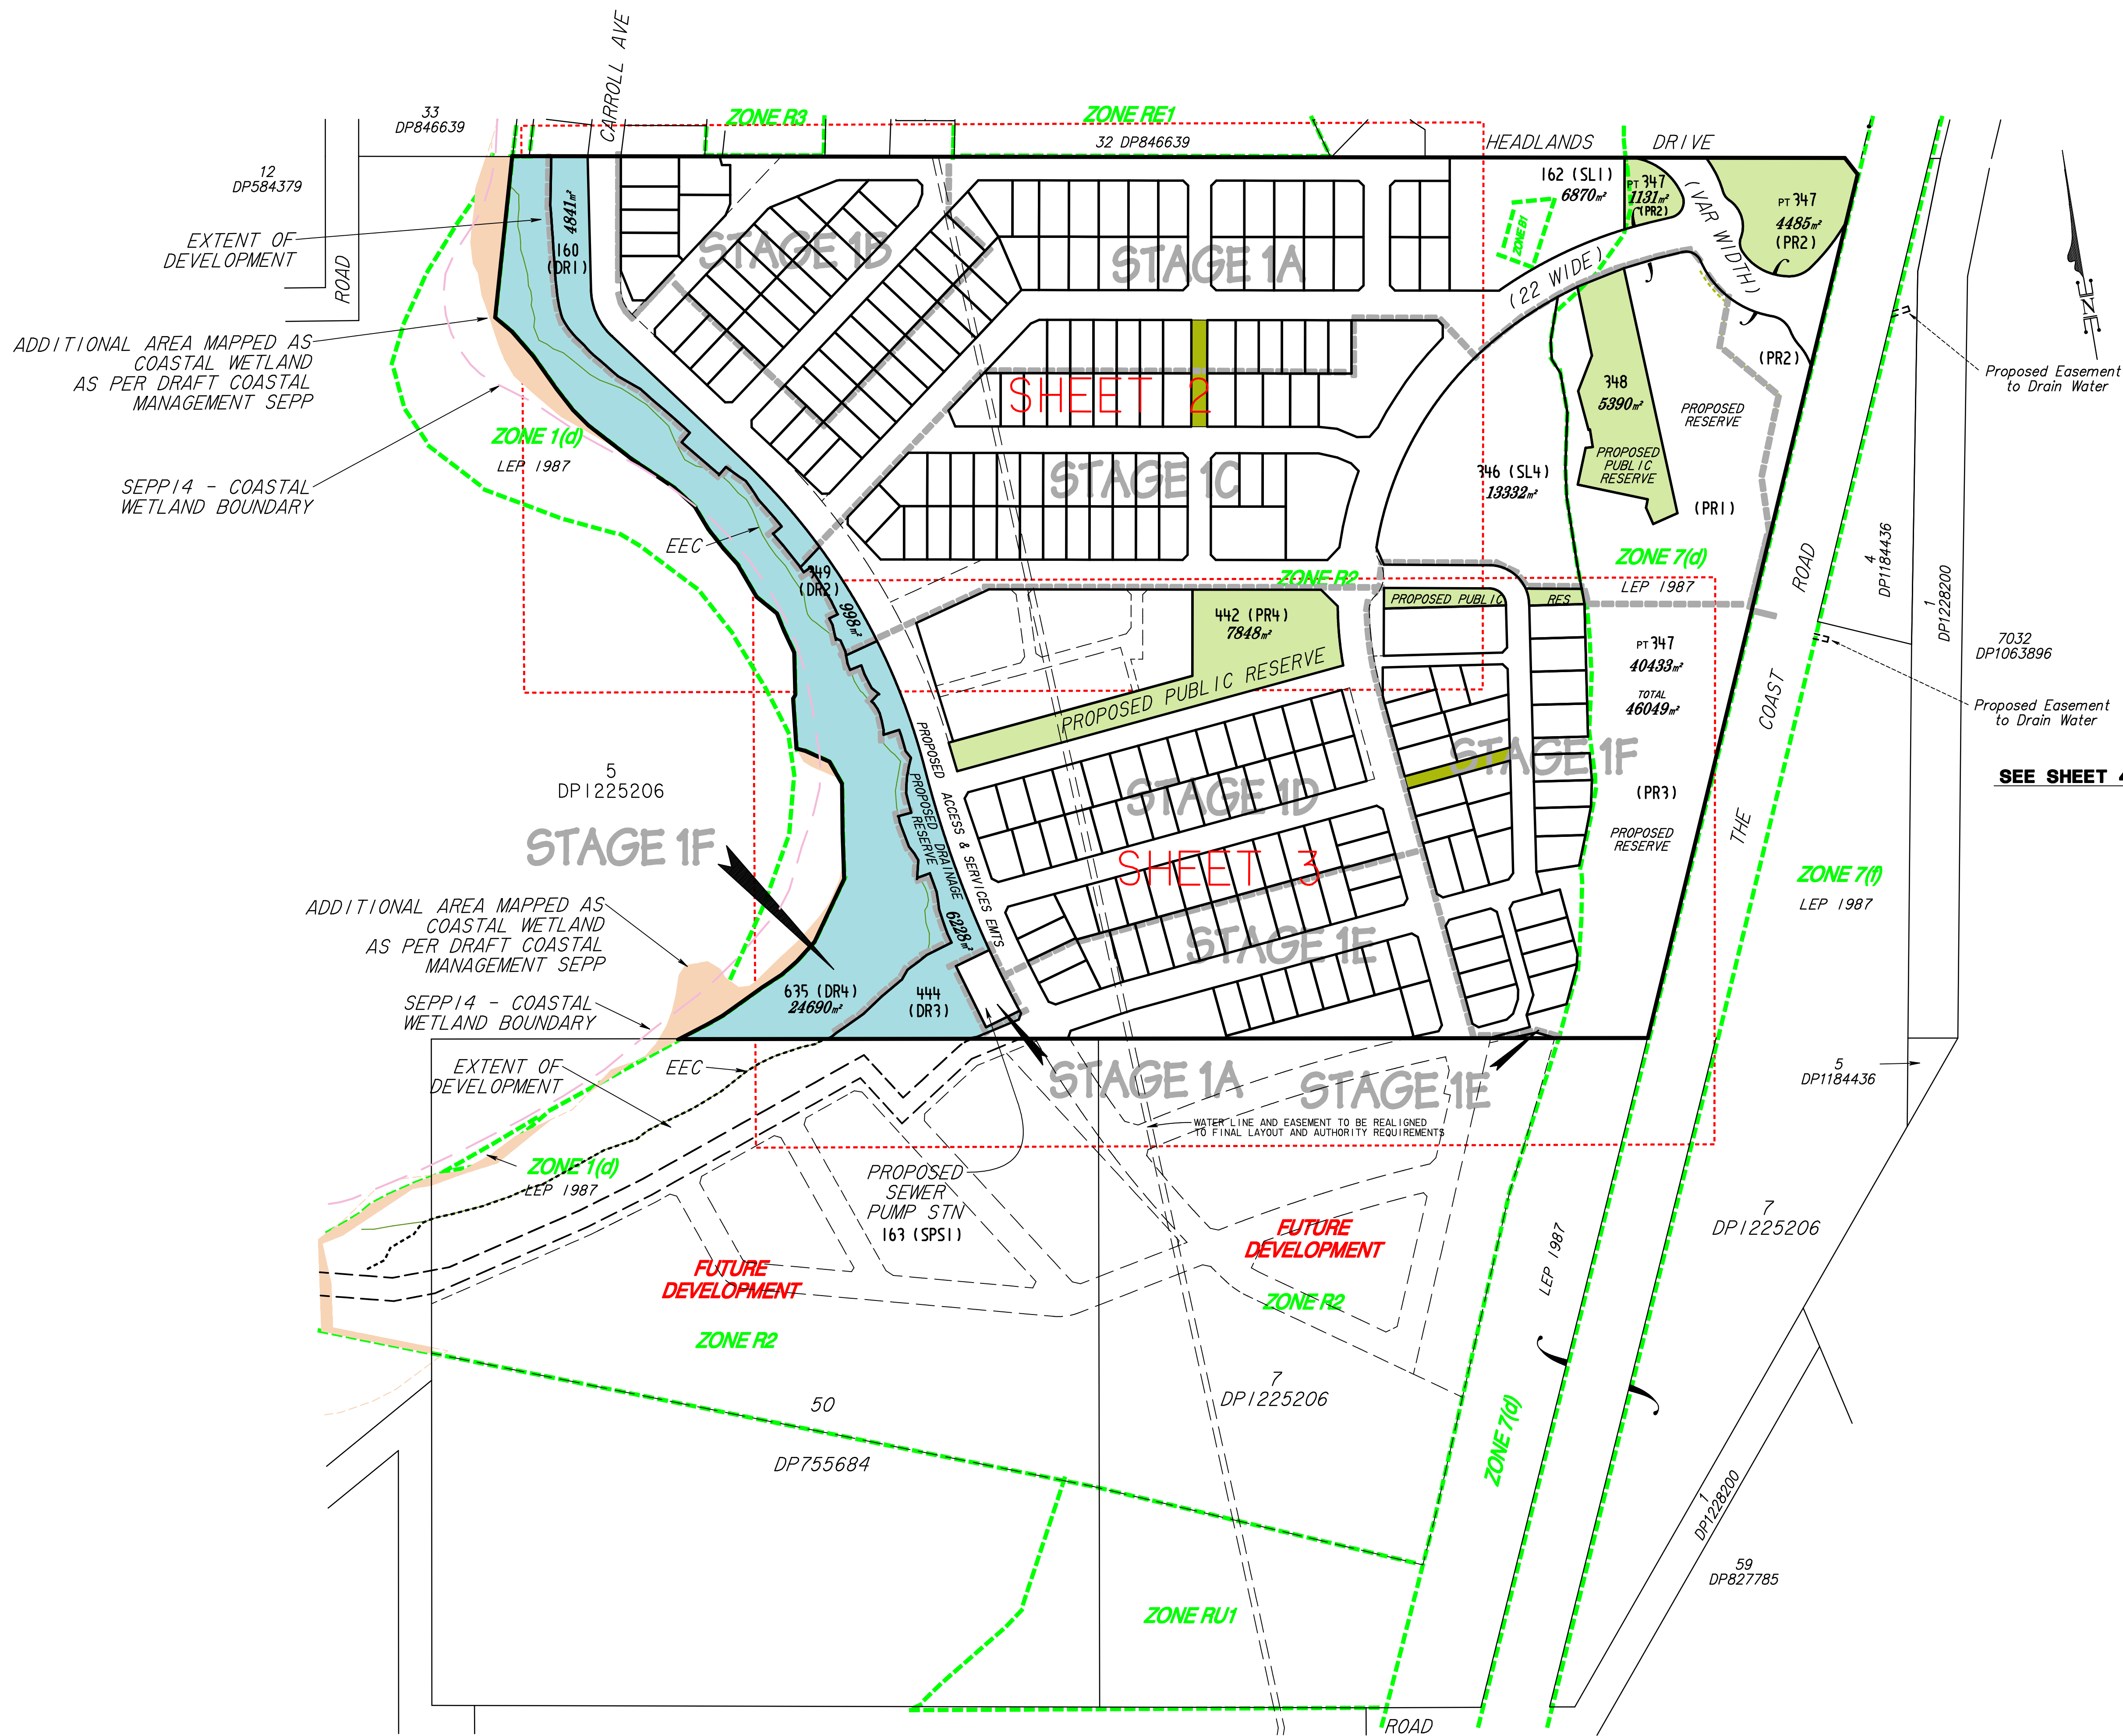 CARROLL AVE
33
DP846639
ZONE R3
ZONE RE1
32 DP846639
HEADLANDS DRIVE
12
DP584379
ROAD
EXTENT OF
DEVELOPMENT
4841m²
160
(DR1)
162 (SL1)
6870m²
PT 347
1131m²
(PR2)
(VAR WIDTH)
PT 347
4485m²
(PR2)
STAGE 1B
STAGE 1A
ZONE B1
(22 WIDE)
ADDITIONAL AREA MAPPED AS
COASTAL WETLAND
AS PER DRAFT COASTAL
MANAGEMENT SEPP
(PR2)
Proposed Easement
to Drain Water
SHEET 2
348
5390m²
PROPOSED
RESERVE
PROPOSED
PUBLIC
RESERVE
ZONE 1(d)
LEP 1987
SEPP14 - COASTAL
WETLAND BOUNDARY
STAGE 1C
346 (SL4)
13332m²
(PR1)
EEC
4
DP1184436
1
DP1228200
ZONE 7(d)
LEP 1987
ROAD
349
(DR2)
998m²
ZONE R2
442 (PR4)
7848m²
PROPOSED PUBLIC RES
PROPOSED PUBLIC RESERVE
PT 347
40433m²
TOTAL
46049m²
7032
DP1063896
COAST
Proposed Easement
to Drain Water
5
DP1225206
PROPOSED ACCESS & SERVICES EMTS
PROPOSED DRAINAGE
RESERVE
6228m²
STAGE 1D
STAGE 1F
(PR3)
SEE SHEET 4
STAGE 1F
SHEET 3
PROPOSED
RESERVE
THE
ZONE 7(f)
LEP 1987
ADDITIONAL AREA MAPPED AS
COASTAL WETLAND
AS PER DRAFT COASTAL
MANAGEMENT SEPP
STAGE 1E
635 (DR4)
24690m²
444
(DR3)
SEPP14 - COASTAL
WETLAND BOUNDARY
EXTENT OF
DEVELOPMENT
EEC
STAGE 1A
STAGE 1E
5
DP1184436
WATER LINE AND EASEMENT TO BE REALIGNED
TO FINAL LAYOUT AND AUTHORITY REQUIREMENTS
ZONE 1(d)
LEP 1987
PROPOSED
SEWER
PUMP STN
163 (SPS1)
7
DP1225206
FUTURE
DEVELOPMENT
FUTURE
DEVELOPMENT
LEP 1987
ZONE R2
ZONE R2
7
DP1225206
50
DP755684
ZONE 7(d)
1
DP1228200
59
DP827785
ZONE RU1
ROAD